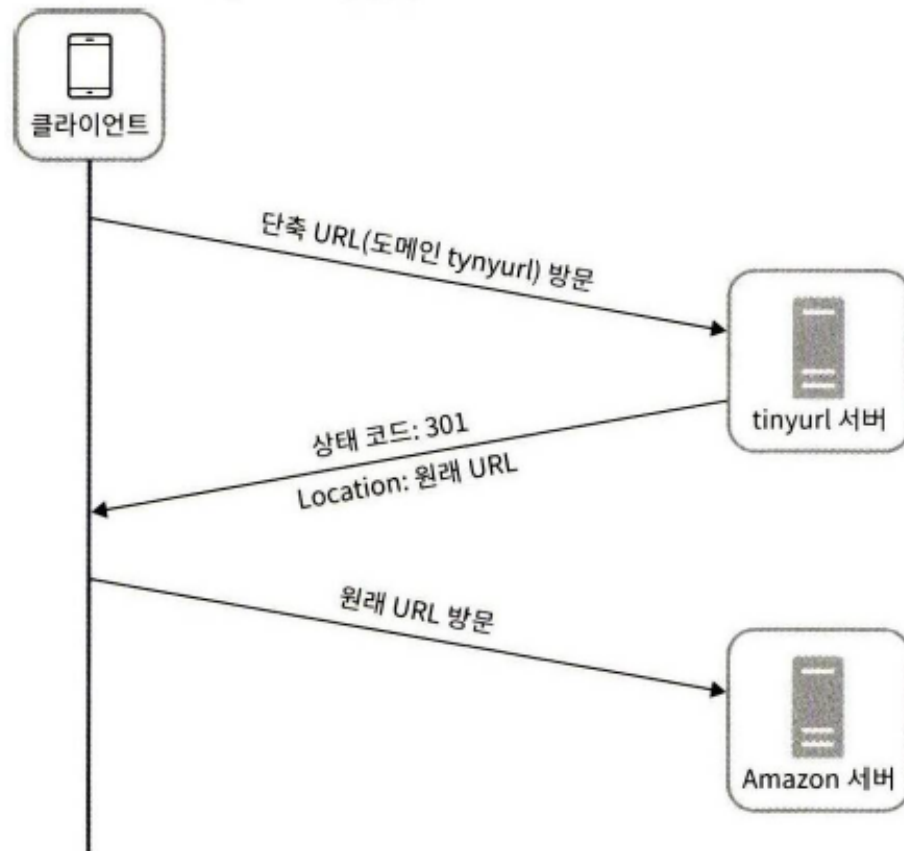 클라이언트
단축 URL(도메인 tynyurl) 방문
tinyurl 서버
상태 코드: 301
Location: 원래 URL
원래 URL 방문
Amazon 서버